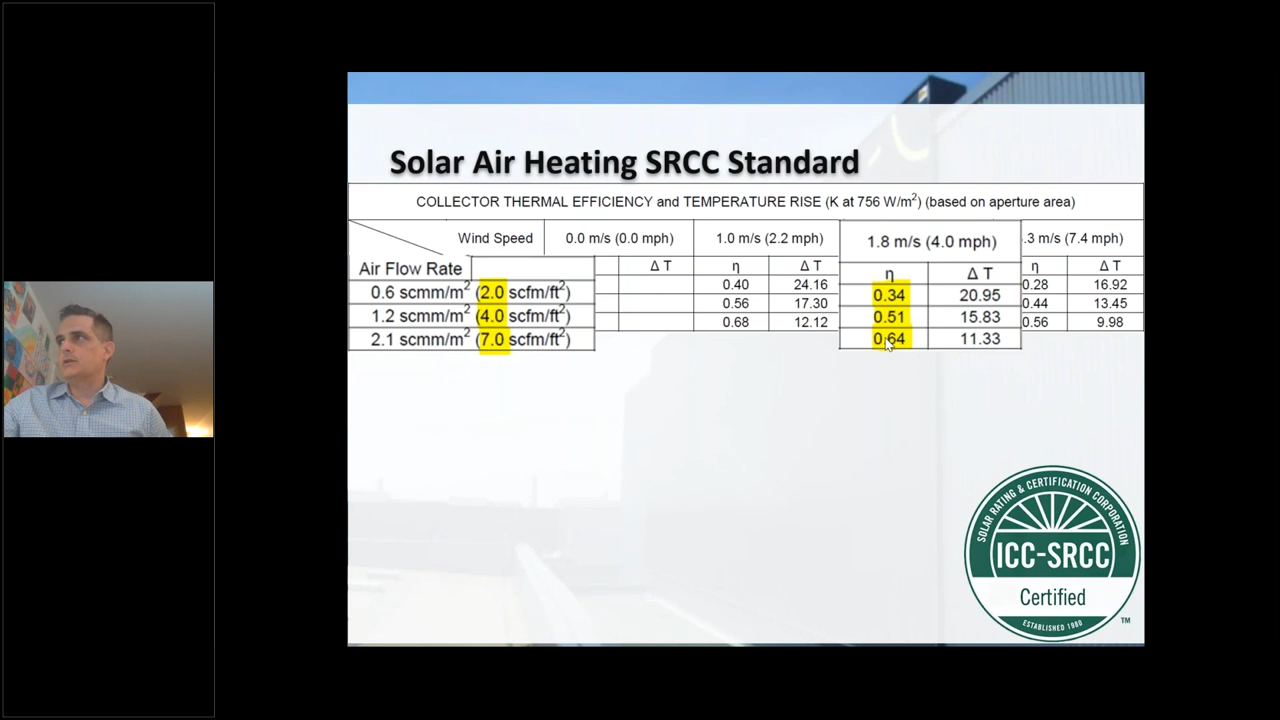 Solar Air Heating SRCC Standard
COLLECTOR THERMAL EFFICIENCY and TEMPERATURE RISE (K at 756 W/m²) (based on aperture area)
Wind Speed 0.0 m/s (0.0 mph) 1.0 m/s (2.2 mph) 1.8 m/s (4.0 mph) .3 m/s (7.4 mph)
Air Flow Rate Δ T η Δ T η Δ T η Δ T
0.6 scmm/m² (2.0 scfm/ft²) 0.40 24.16 0.34 20.95 0.28 16.92
1.2 scmm/m² (4.0 scfm/ft²) 0.56 17.30 0.51 15.83 0.44 13.45
2.1 scmm/m² (7.0 scfm/ft²) 0.68 12.12 0.64 11.33 0.56 9.98
SOLAR RATING & CERTIFICATION CORPORATION
ICC-SRCC
Certified
ESTABLISHED 1980
TM